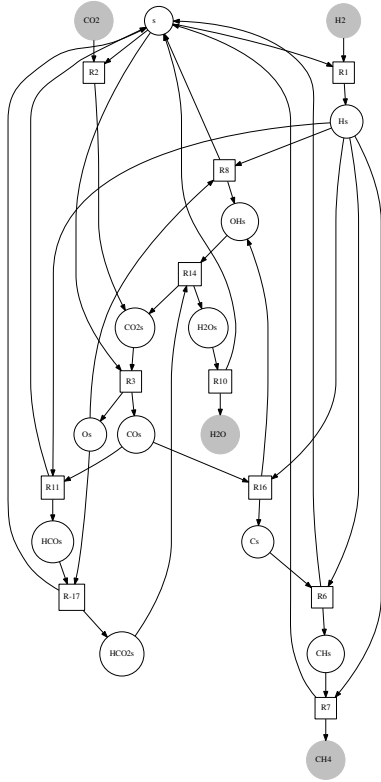 CO2
s
H2
R2
R1
Hs
R8
OHs
R14
CO2s
H2Os
R3
R10
Os
COs
H2O
R11
R16
HCOs
Cs
R-17
R6
HCO2s
CHs
R7
CH4